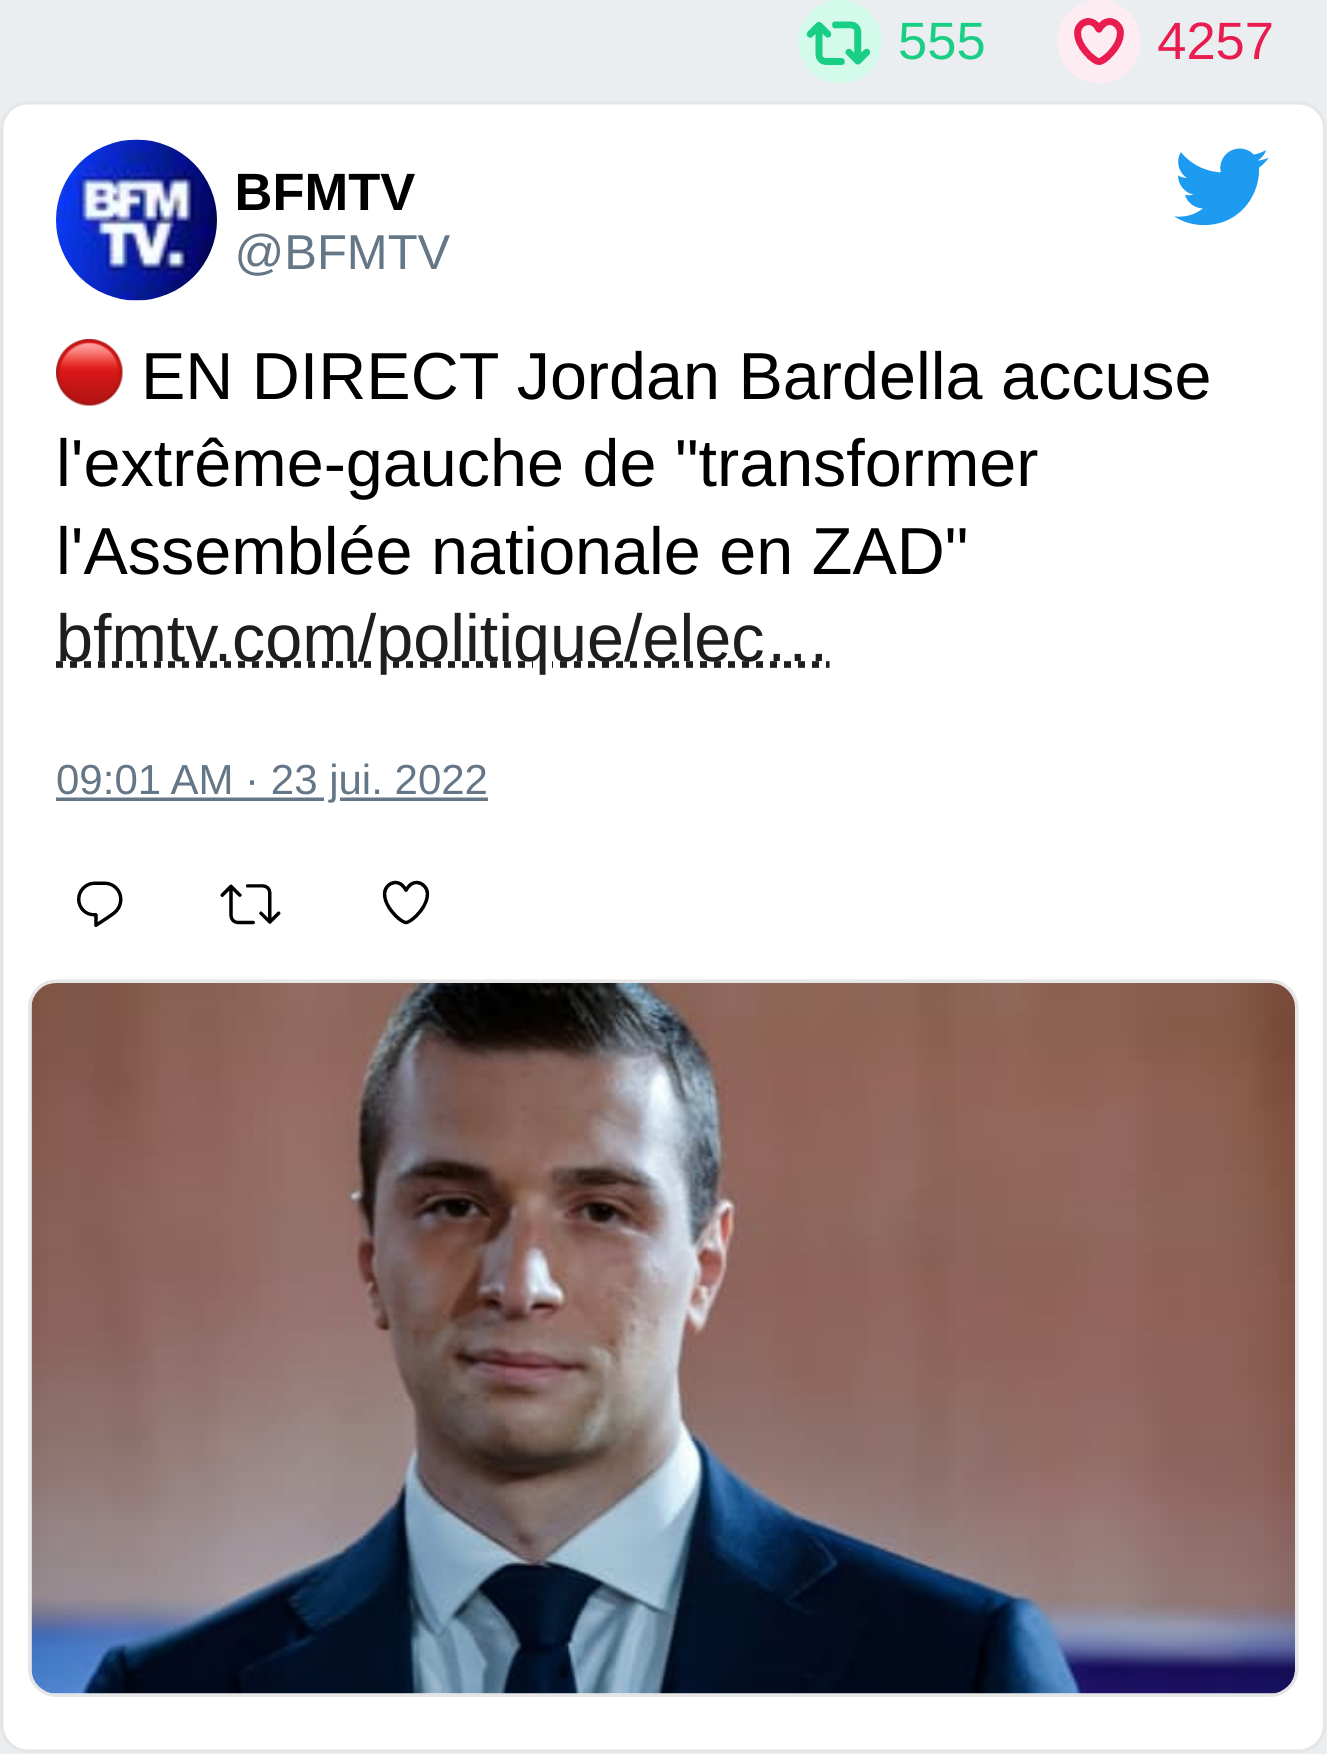 555 4257
BFM
TV.
BFMTV
@BFMTV
🔴 EN DIRECT Jordan Bardella accuse
l'extrême-gauche de "transformer
l'Assemblée nationale en ZAD"
bfmtv.com/politique/elec…
09:01 AM · 23 jui. 2022